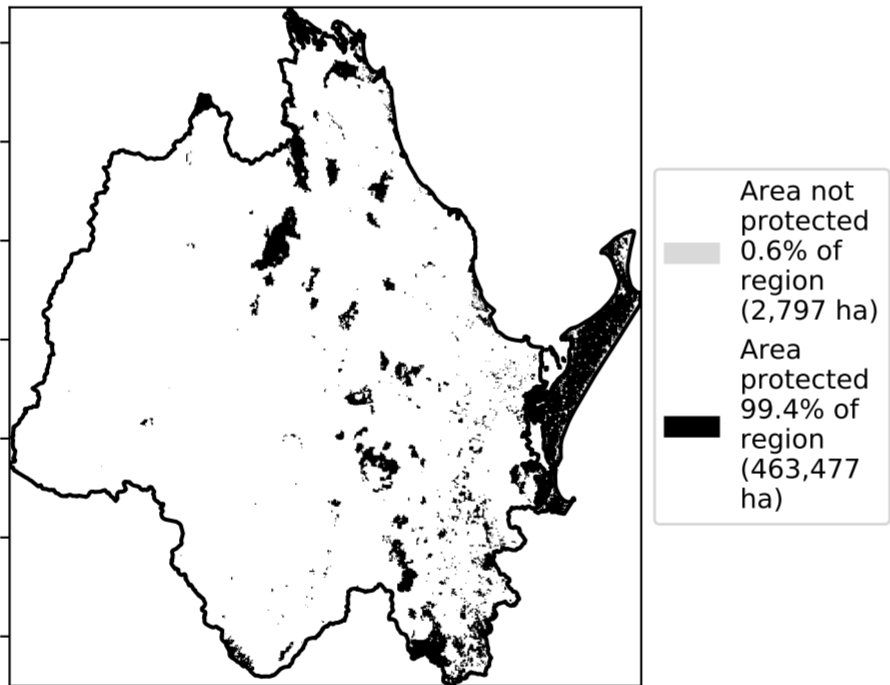 Area not
protected
0.6% of
region
(2,797 ha)
Area
protected
99.4% of
region
(463,477
ha)